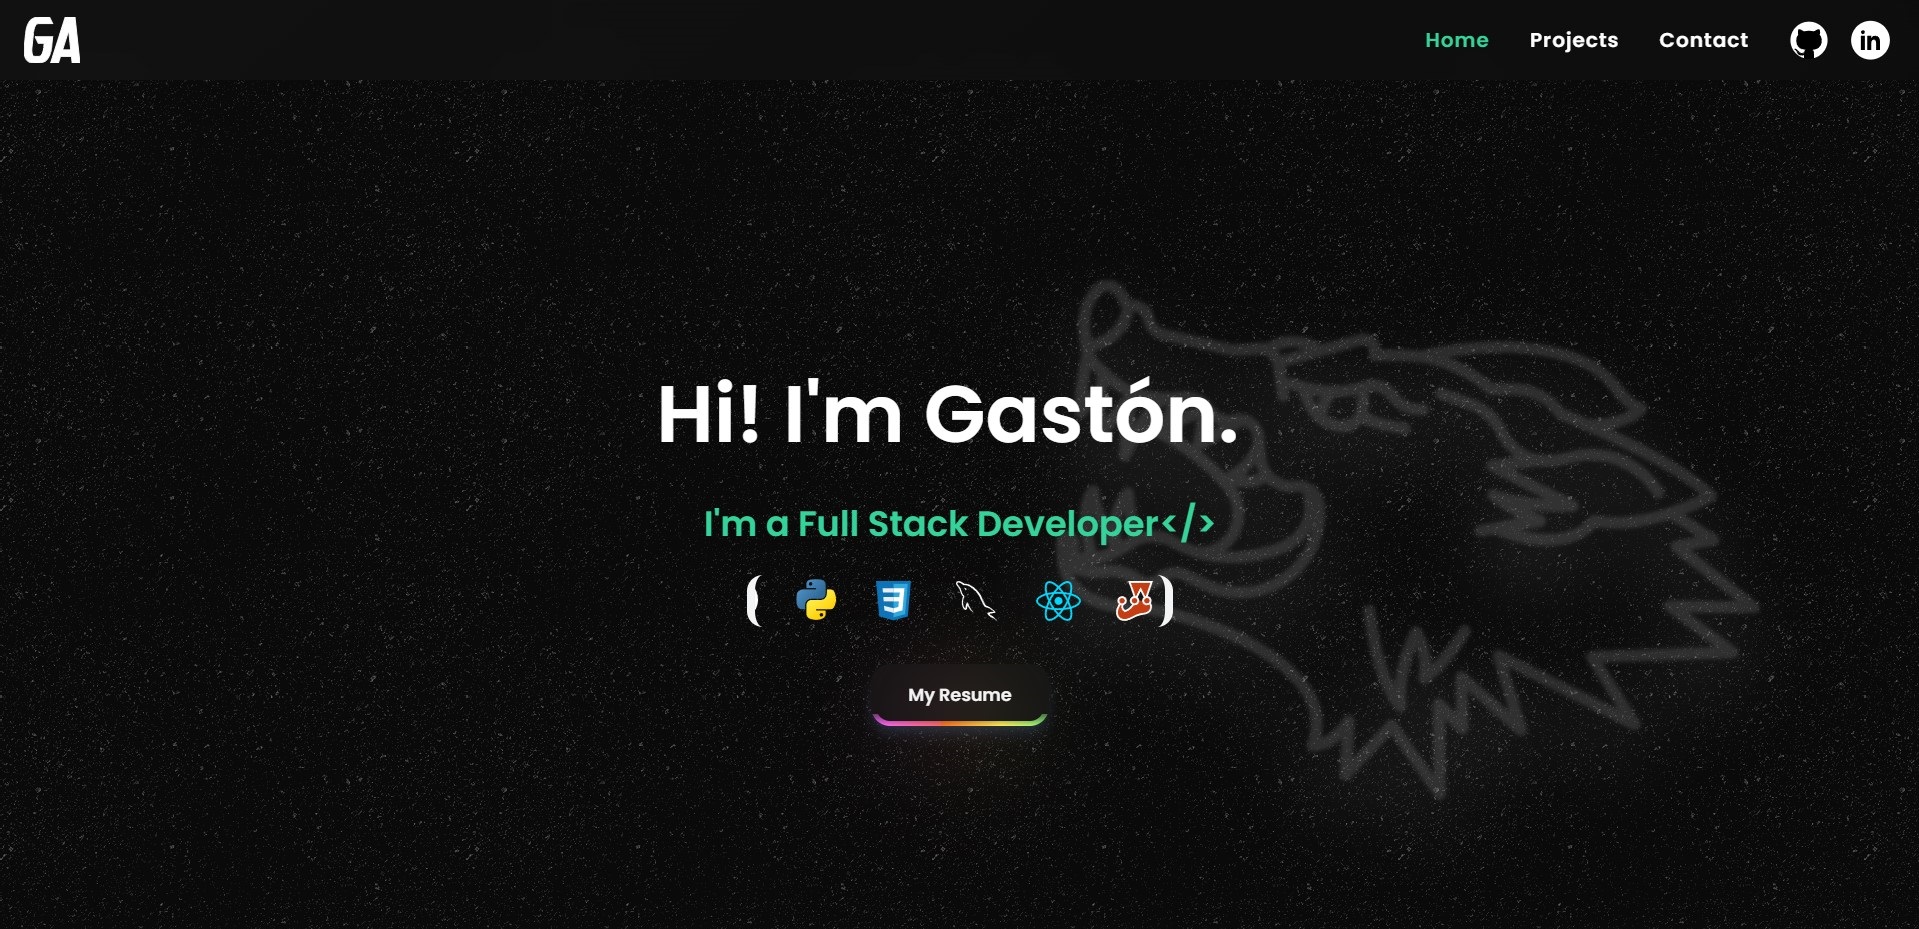 GA
Home Projects Contact in
Hi! I'm Gastón.
I'm a Full Stack Developer</>
My Resume